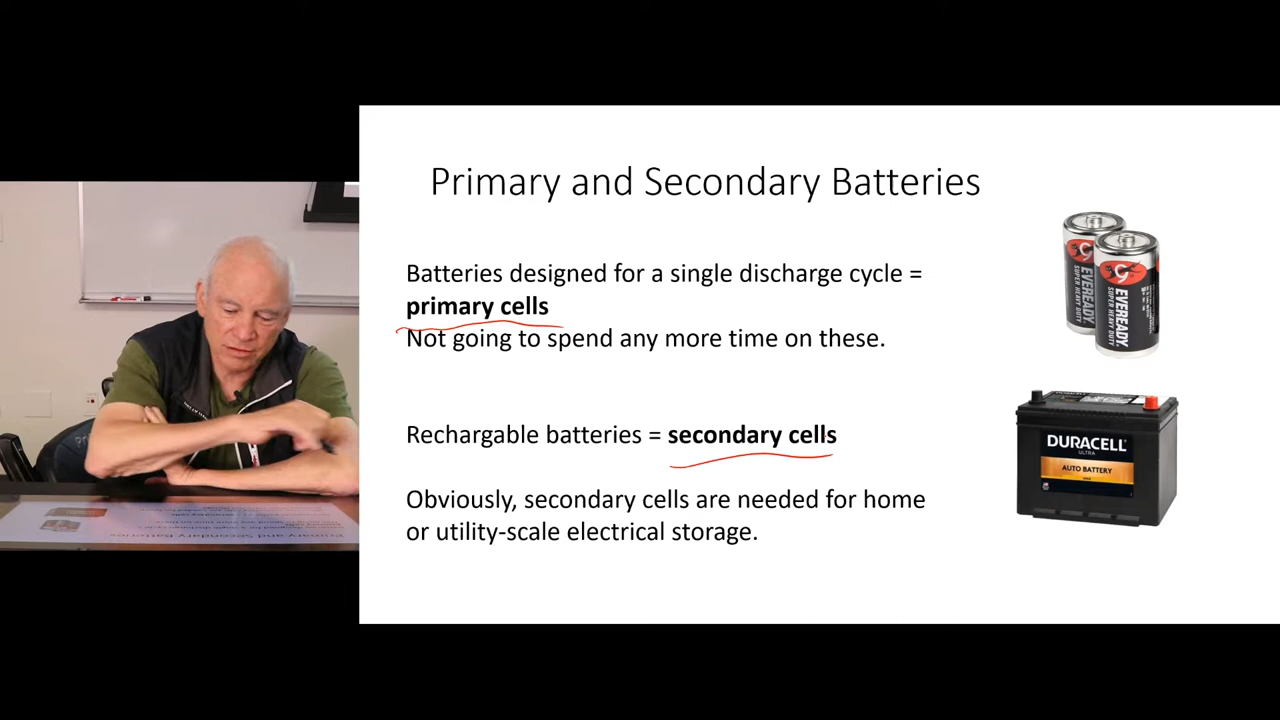 Primary and Secondary Batteries
Batteries designed for a single discharge cycle =
primary cells
Not going to spend any more time on these.
Rechargable batteries = secondary cells
Obviously, secondary cells are needed for home
or utility-scale electrical storage.
EVEREADY
SUPER HEAVY DUTY
EVEREADY
SUPER HEAVY DUTY
DURACELL
ULTRA
AUTO BATTERY